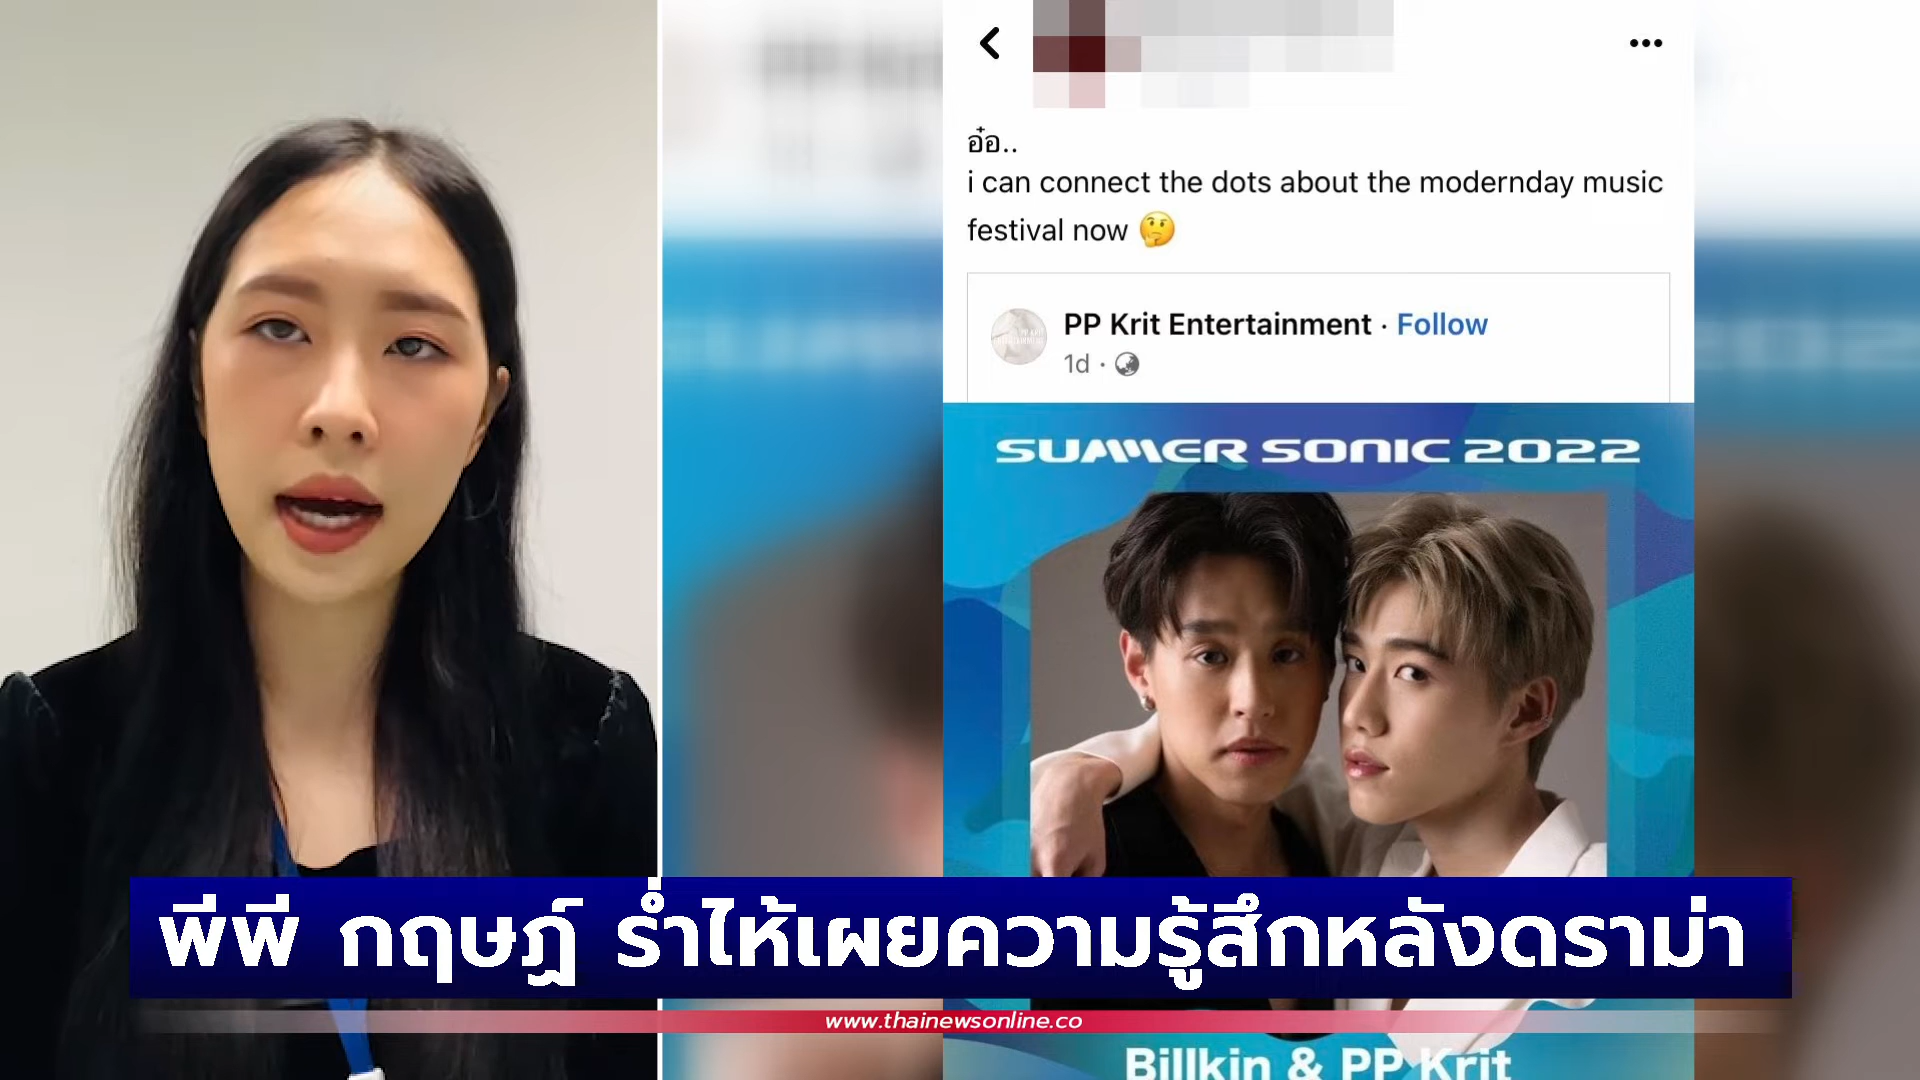 อ๋อ..
i can connect the dots about the modernday music
festival now 🤔
PP Krit Entertainment · Follow
1d ·
SUMMER SONIC 2022
พีพี กฤษฏ์ ร่ำไห้เผยความรู้สึกหลังดราม่า
www.thainewsonline.co
Billkin & PP Krit